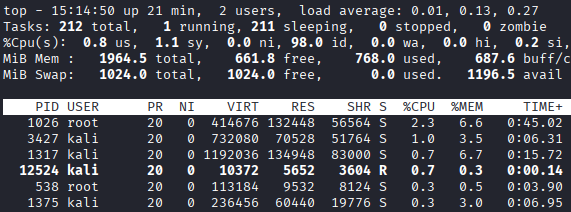 top - 15:14:50 up 21 min,  2 users,  load average: 0.01, 0.13, 0.27
Tasks: 212 total,   1 running, 211 sleeping,   0 stopped,   0 zombie
%Cpu(s):  0.8 us,  1.1 sy,  0.0 ni, 98.0 id,  0.0 wa,  0.0 hi,  0.2 si,
MiB Mem :   1964.5 total,    661.8 free,    768.0 used,    687.6 buff/c
MiB Swap:   1024.0 total,   1024.0 free,      0.0 used.   1196.5 avail
PID USER      PR  NI    VIRT    RES    SHR S  %CPU  %MEM     TIME+
1026 root      20   0  414676 132448  56564 S   2.3   6.6   0:45.02
3427 kali      20   0  732080  70528  51764 S   1.0   3.5   0:06.31
1317 kali      20   0 1192036 134948  83000 S   0.7   6.7   0:15.72
12524 kali      20   0   10372   5652   3604 R   0.7   0.3   0:00.14
538 root      20   0  113184   9532   8124 S   0.3   0.5   0:03.90
1375 kali      20   0  236456  60440  19776 S   0.3   3.0   0:06.95